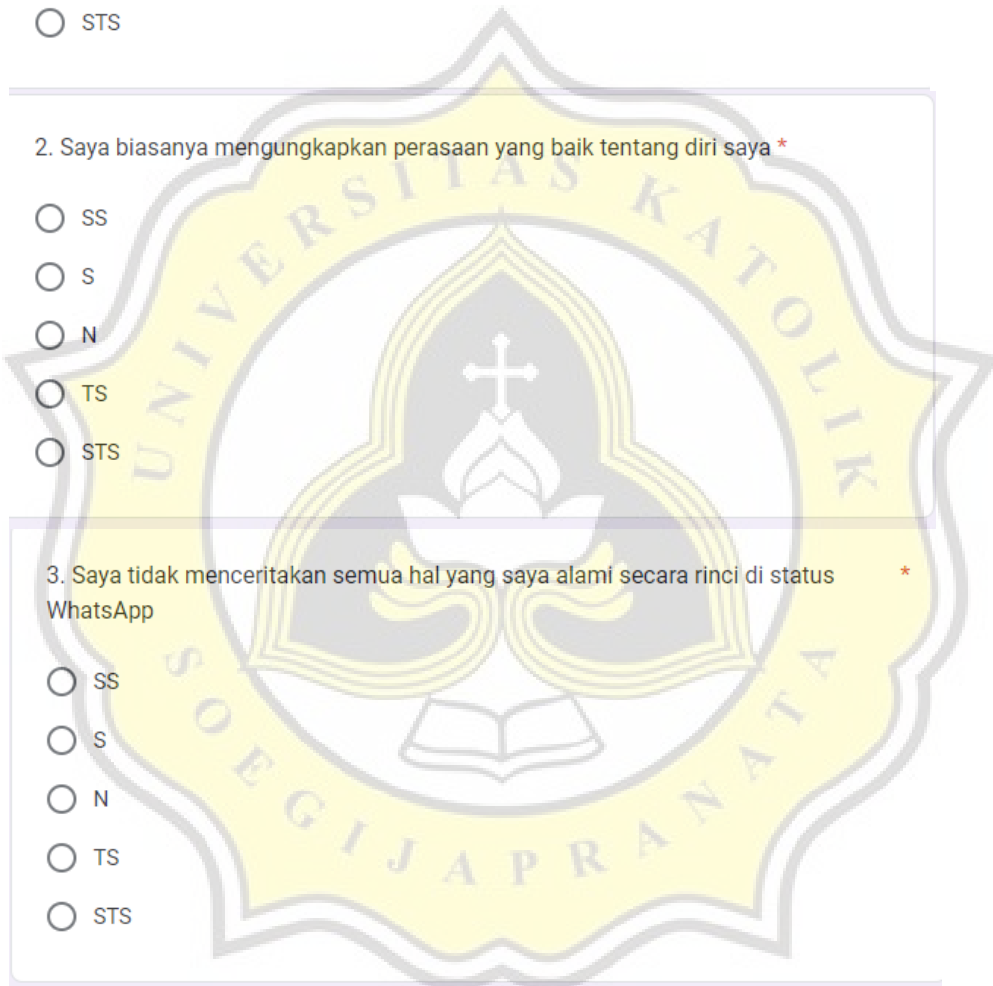 STS
2. Saya biasanya mengungkapkan perasaan yang baik tentang diri saya *
SS
S
N
TS
STS
3. Saya tidak menceritakan semua hal yang saya alami secara rinci di status *
WhatsApp
SS
S
N
TS
STS
UNIVERSITAS KATOLIK
SOEGIJAPRANATA